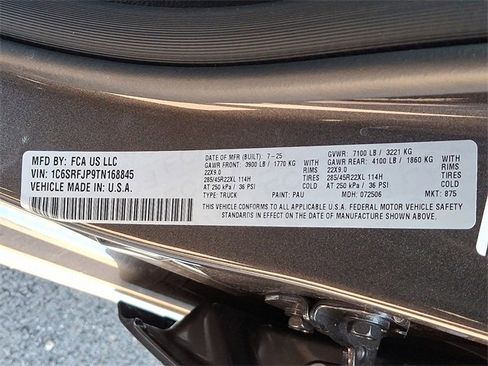 MFD BY: FCA US LLC
VIN: 1C6SRFJP9TN168845
VEHICLE MADE IN: U.S.A.
DATE OF MFR (BUILT): 7-25 GVWR: 7100 LB / 3221 KG
GAWR FRONT: 3900 LB / 1770 KG GAWR REAR: 4100 LB / 1860 KG
22X9.0 RIMS 22X9.0 RIMS
285/45R22XL 114H TIRES 285/45R22XL 114H TIRES
AT 250 kPa / 36 PSI AT 250 kPa / 36 PSI
TYPE: TRUCK PAINT: PAU MDH: 072506 MKT: 875
THIS VEHICLE CONFORMS TO ALL APPLICABLE U.S.A. FEDERAL MOTOR VEHICLE SAFETY
STANDARDS IN EFFECT ON THE DATE OF MANUFACTURE SHOWN ABOVE.